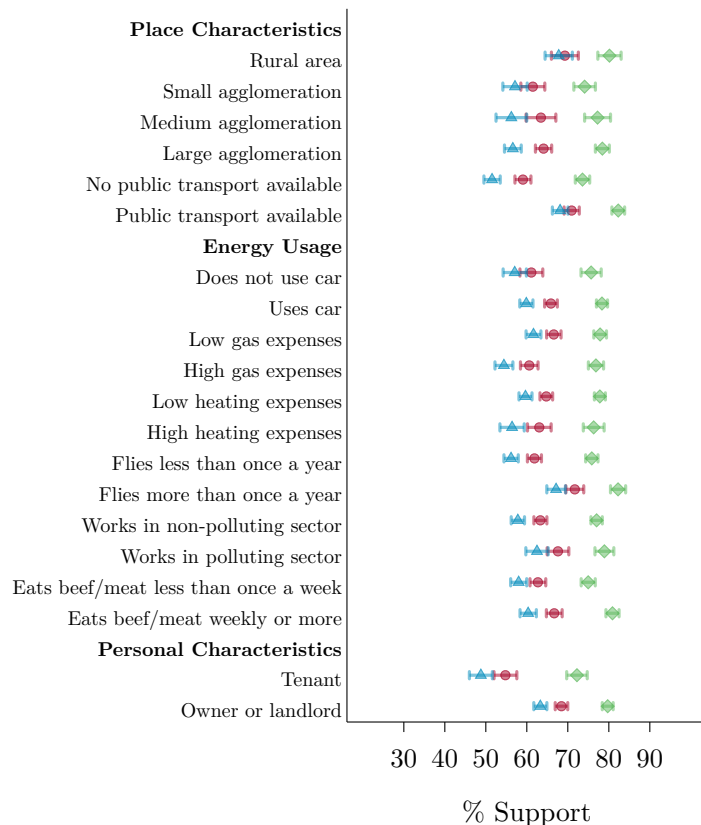 Place Characteristics
Rural area
Small agglomeration
Medium agglomeration
Large agglomeration
No public transport available
Public transport available
Energy Usage
Does not use car
Uses car
Low gas expenses
High gas expenses
Low heating expenses
High heating expenses
Flies less than once a year
Flies more than once a year
Works in non-polluting sector
Works in polluting sector
Eats beef/meat less than once a week
Eats beef/meat weekly or more
Personal Characteristics
Tenant
Owner or landlord
30 40 50 60 70 80 90
% Support